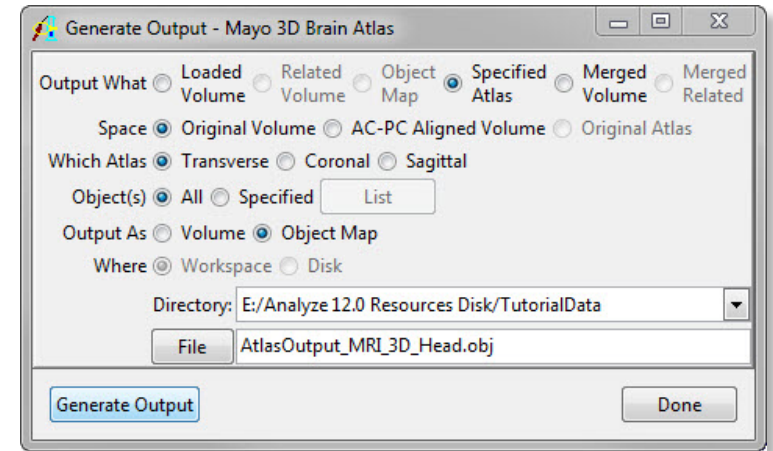 Generate Output - Mayo 3D Brain Atlas
Output What Loaded Volume Related Volume Object Map Specified Atlas Merged Volume Merged Related
Space Original Volume AC-PC Aligned Volume Original Atlas
Which Atlas Transverse Coronal Sagittal
Object(s) All Specified List
Output As Volume Object Map
Where Workspace Disk
Directory: E:/Analyze 12.0 Resources Disk/TutorialData
File AtlasOutput_MRI_3D_Head.obj
Generate Output Done